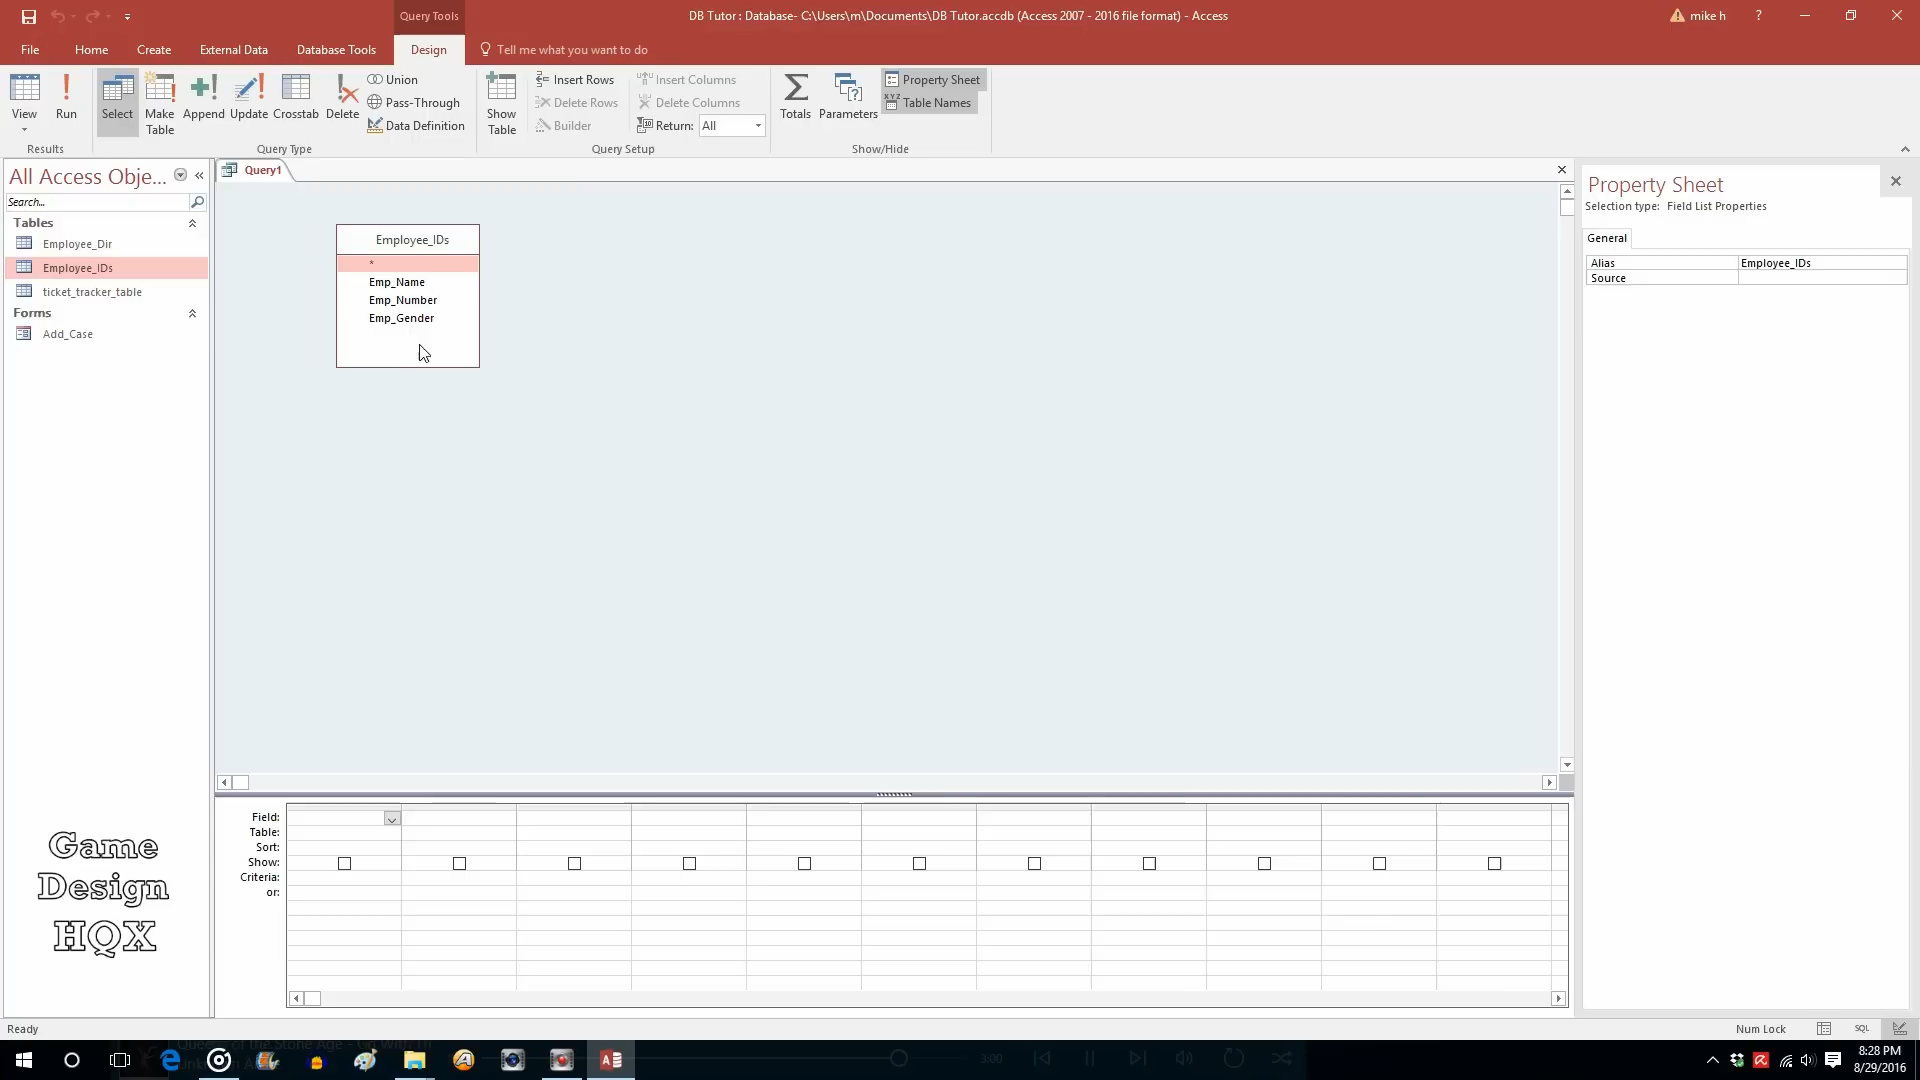 Query Tools
DB Tutor : Database- C:\Users\m\Documents\DB Tutor.accdb (Access 2007 - 2016 file format) - Access
mike h
?
File
Home
Create
External Data
Database Tools
Design
Tell me what you want to do
View
Run
Select
Make
Table
Append
Update
Crosstab
Delete
Union
Pass-Through
Data Definition
Show
Table
Insert Rows
Delete Rows
Builder
Insert Columns
Delete Columns
Return: All
Totals
Parameters
Property Sheet
Table Names
Results
Query Type
Query Setup
Show/Hide
All Access Obje...
Search...
Tables
Employee_Dir
Employee_IDs
ticket_tracker_table
Forms
Add_Case
Query1
Employee_IDs
*
Emp_Name
Emp_Number
Emp_Gender
Property Sheet
Selection type: Field List Properties
General
Alias Employee_IDs
Source
Field:
Table:
Sort:
Show:
Criteria:
or:
Game
Design
HQX
Ready
Num Lock
SQL
3:00
8:28 PM
8/29/2016